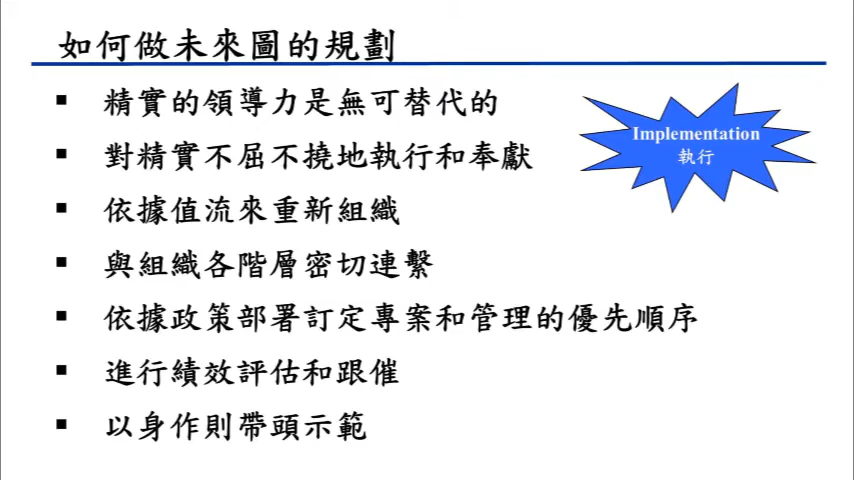 如何做未來圖的規劃
精實的領導力是無可替代的
Implementation
執行
對精實不屈不撓地執行和奉獻
依據值流來重新組織
與組織各階層密切連繫
依據政策部署訂定專案和管理的優先順序
進行績效評估和跟催
以身作則帶頭示範